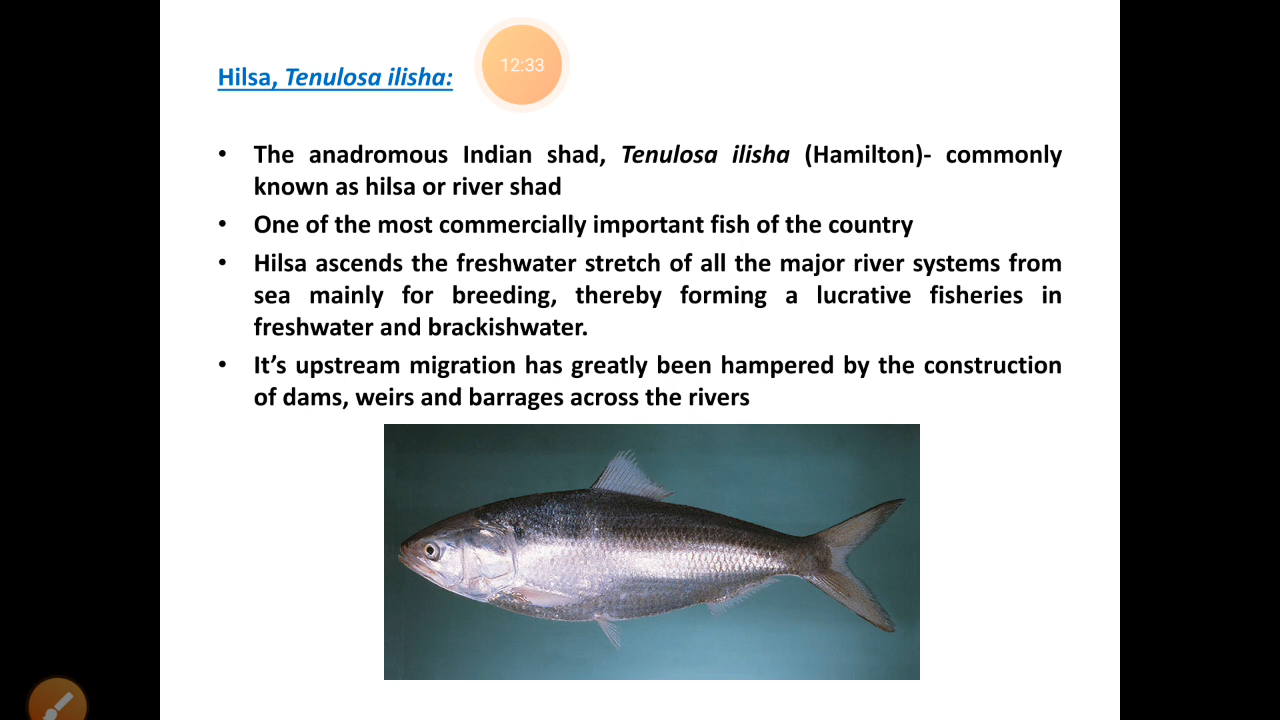 Hilsa, Tenulosa ilisha:
12:33
• The anadromous Indian shad, Tenulosa ilisha (Hamilton)- commonly
known as hilsa or river shad
• One of the most commercially important fish of the country
• Hilsa ascends the freshwater stretch of all the major river systems from
sea mainly for breeding, thereby forming a lucrative fisheries in
freshwater and brackishwater.
• It’s upstream migration has greatly been hampered by the construction
of dams, weirs and barrages across the rivers